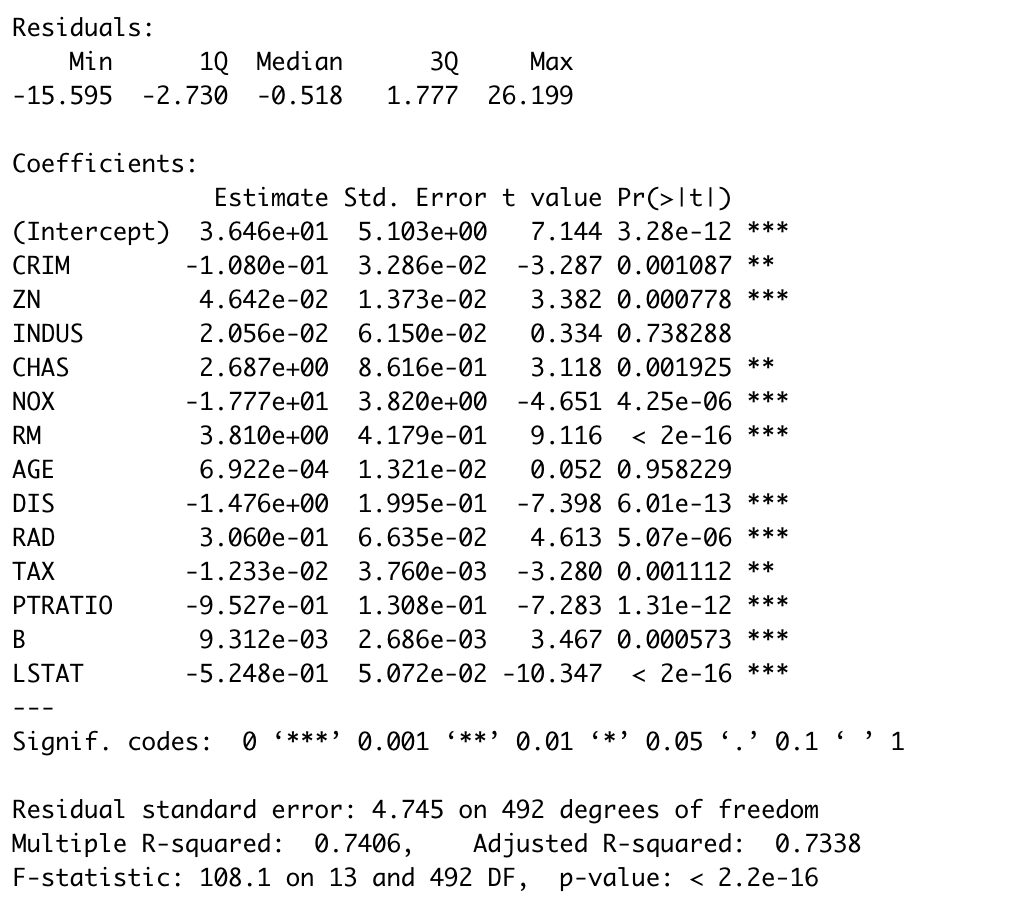 Residuals:
    Min      1Q  Median      3Q     Max
-15.595  -2.730  -0.518   1.777  26.199
Coefficients:
              Estimate Std. Error t value Pr(>|t|)
(Intercept)  3.646e+01  5.103e+00   7.144 3.28e-12 ***
CRIM        -1.080e-01  3.286e-02  -3.287 0.001087 **
ZN           4.642e-02  1.373e-02   3.382 0.000778 ***
INDUS        2.056e-02  6.150e-02   0.334 0.738288
CHAS         2.687e+00  8.616e-01   3.118 0.001925 **
NOX         -1.777e+01  3.820e+00  -4.651 4.25e-06 ***
RM           3.810e+00  4.179e-01   9.116  < 2e-16 ***
AGE          6.922e-04  1.321e-02   0.052 0.958229
DIS         -1.476e+00  1.995e-01  -7.398 6.01e-13 ***
RAD          3.060e-01  6.635e-02   4.613 5.07e-06 ***
TAX         -1.233e-02  3.760e-03  -3.280 0.001112 **
PTRATIO     -9.527e-01  1.308e-01  -7.283 1.31e-12 ***
B            9.312e-03  2.686e-03   3.467 0.000573 ***
LSTAT       -5.248e-01  5.072e-02 -10.347  < 2e-16 ***
---
Signif. codes:  0 ‘***’ 0.001 ‘**’ 0.01 ‘*’ 0.05 ‘.’ 0.1 ‘ ’ 1
Residual standard error: 4.745 on 492 degrees of freedom
Multiple R-squared:  0.7406,    Adjusted R-squared:  0.7338
F-statistic: 108.1 on 13 and 492 DF,  p-value: < 2.2e-16